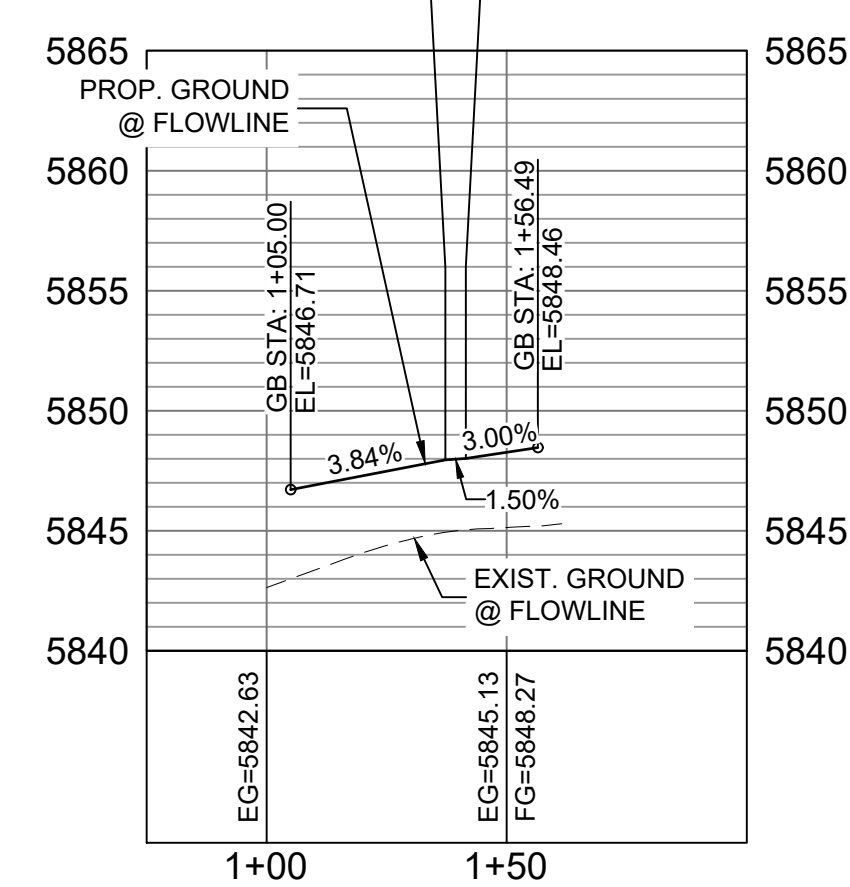 5865
5865
PROP. GROUND
@ FLOWLINE
5860
5860
GB STA: 1+05.00
EL=5846.71
GB STA: 1+56.49
EL=5848.46
5855
5855
5850
5850
3.84%
3.00%
1.50%
5845
5845
EXIST. GROUND
@ FLOWLINE
5840
5840
EG=5842.63
EG=5845.13
FG=5848.27
1+00
1+50